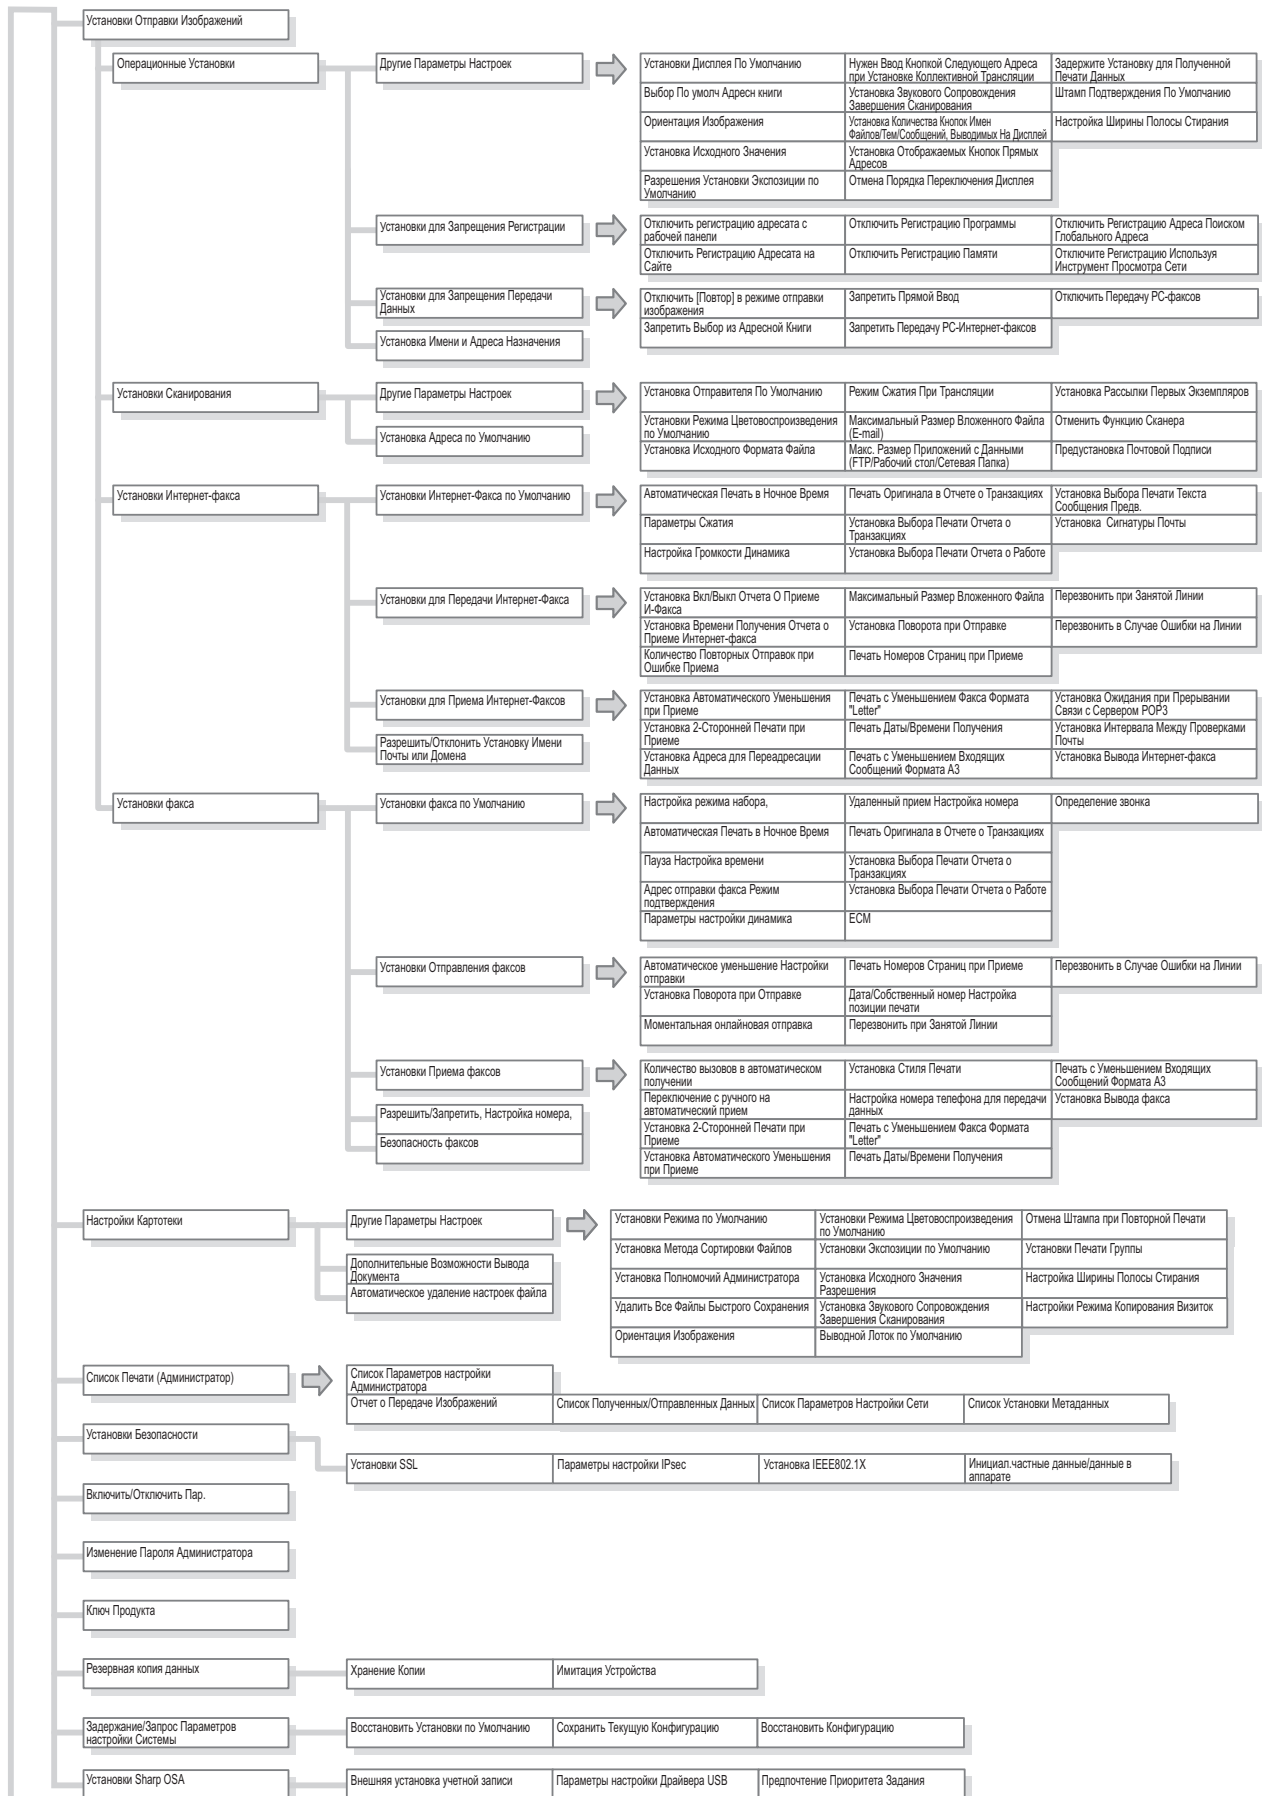 Установки Отправки Изображений
Операционные Установки
Другие Параметры Настроек
Установки Дисплея По Умолчанию
Нужен Ввод Кнопкой Следующего Адреса
при Установке Коллективной Трансляции
Задержите Установку для Полученной
Печати Данных
Выбор По умолч Адресн книги
Установка Звукового Сопровождения
Завершения Сканирования
Штамп Подтверждения По Умолчанию
Ориентация Изображения
Установка Количества Кнопок Имен
Файлов/Тем/Сообщений, Выводимых На Дисплей
Настройка Ширины Полосы Стирания
Установка Исходного Значения
Установка Отображаемых Кнопок Прямых
Адресов
Разрешения Установки Экспозиции по
Умолчанию
Отмена Порядка Переключения Дисплея
Установки для Запрещения Регистрации
Отключить регистрацию адресата с
рабочей панели
Отключить Регистрацию Программы
Отключить Регистрацию Адреса Поиском
Глобального Адреса
Отключить Регистрацию Адресата на
Сайте
Отключить Регистрацию Памяти
Отключите Регистрацию Используя
Инструмент Просмотра Сети
Установки для Запрещения Передачи
Данных
Отключить [Повтор] в режиме отправки
изображения
Запретить Прямой Ввод
Отключить Передачу PC-факсов
Запретить Выбор из Адресной Книги
Запретить Передачу PC-Интернет-факсов
Установка Имени и Адреса Назначения
Установки Сканирования
Другие Параметры Настроек
Установка Отправителя По Умолчанию
Режим Сжатия При Трансляции
Установка Рассылки Первых Экземпляров
Установки Режима Цветовоспроизведения
по Умолчанию
Максимальный Размер Вложенного Файла
(E-mail)
Отменить Функцию Сканера
Установка Исходного Формата Файла
Макс. Размер Приложений с Данными
(FTP/Рабочий стол/Сетевая Папка)
Предустановка Почтовой Подписи
Установка Адреса по Умолчанию
Установки Интернет-факса
Установки Интернет-Факса по Умолчанию
Автоматическая Печать в Ночное Время
Печать Оригинала в Отчете о Транзакциях
Установка Выбора Печати Текста
Сообщения Предв.
Параметры Сжатия
Установка Выбора Печати Отчета о
Транзакциях
Установка  Сигнатуры Почты
Настройка Громкости Динамика
Установка Выбора Печати Отчета о Работе
Установки для Передачи Интернет-Факса
Установка Вкл/Выкл Отчета О Приеме
И-Факса
Максимальный Размер Вложенного Файла
Перезвонить при Занятой Линии
Установка Времени Получения Отчета о
Приеме Интернет-факса
Установка Поворота при Отправке
Перезвонить в Случае Ошибки на Линии
Количество Повторных Отправок при
Ошибке Приема
Печать Номеров Страниц при Приеме
Установки для Приема Интернет-Факсов
Установка Автоматического Уменьшения
при Приеме
Печать с Уменьшением Факса Формата
"Letter"
Установка Ожидания при Прерывании
Связи с Сервером POP3
Установка 2-Сторонней Печати при
Приеме
Печать Даты/Времени Получения
Установка Интервала Между Проверками
Почты
Установка Адреса для Переадресации
Данных
Печать с Уменьшением Входящих
Сообщений Формата A3
Установка Вывода Интернет-факса
Разрешить/Отклонить Установку Имени
Почты или Домена
Установки факса
Установки факса по Умолчанию
Настройка режима набора,
Удаленный прием Настройка номера
Определение звонка
Автоматическая Печать в Ночное Время
Печать Оригинала в Отчете о Транзакциях
Пауза Настройка времени
Установка Выбора Печати Отчета о
Транзакциях
Адрес отправки факса Режим
подтверждения
Установка Выбора Печати Отчета о Работе
Параметры настройки динамика
ECM
Установки Отправления факсов
Автоматическое уменьшение Настройки
отправки
Печать Номеров Страниц при Приеме
Перезвонить в Случае Ошибки на Линии
Установка Поворота при Отправке
Дата/Собственный номер Настройка
позиции печати
Моментальная онлайновая отправка
Перезвонить при Занятой Линии
Установки Приема факсов
Количество вызовов в автоматическом
получении
Установка Стиля Печати
Печать с Уменьшением Входящих
Сообщений Формата A3
Переключение с ручного на
автоматический прием
Настройка номера телефона для передачи
данных
Установка Вывода факса
Установка 2-Сторонней Печати при
Приеме
Печать с Уменьшением Факса Формата
"Letter"
Установка Автоматического Уменьшения
при Приеме
Печать Даты/Времени Получения
Разрешить/Запретить, Настройка номера,
Безопасность факсов
Настройки Картотеки
Другие Параметры Настроек
Установки Режима по Умолчанию
Установки Режима Цветовоспроизведения
по Умолчанию
Отмена Штампа при Повторной Печати
Установка Метода Сортировки Файлов
Установки Экспозиции по Умолчанию
Установки Печати Группы
Установка Полномочий Администратора
Установка Исходного Значения
Разрешения
Настройка Ширины Полосы Стирания
Удалить Все Файлы Быстрого Сохранения
Установка Звукового Сопровождения
Завершения Сканирования
Настройки Режима Копирования Визиток
Ориентация Изображения
Выводной Лоток по Умолчанию
Дополнительные Возможности Вывода
Документа
Автоматическое удаление настроек файла
Список Печати (Администратор)
Список Параметров настройки
Администратора
Отчет о Передаче Изображений
Список Полученных/Отправленных Данных
Список Параметров Настройки Сети
Список Установки Метаданных
Установки Безопасности
Установки SSL
Параметры настройки IPsec
Установка IEEE802.1X
Инициал.частные данные/данные в
аппарате
Включить/Отключить Пар.
Изменение Пароля Администратора
Ключ Продукта
Резервная копия данных
Хранение Копии
Имитация Устройства
Задержание/Запрос Параметров
настройки Системы
Восстановить Установки по Умолчанию
Сохранить Текущую Конфигурацию
Восстановить Конфигурацию
Установки Sharp OSA
Внешняя установка учетной записи
Параметры настройки Драйвера USB
Предпочтение Приоритета Задания